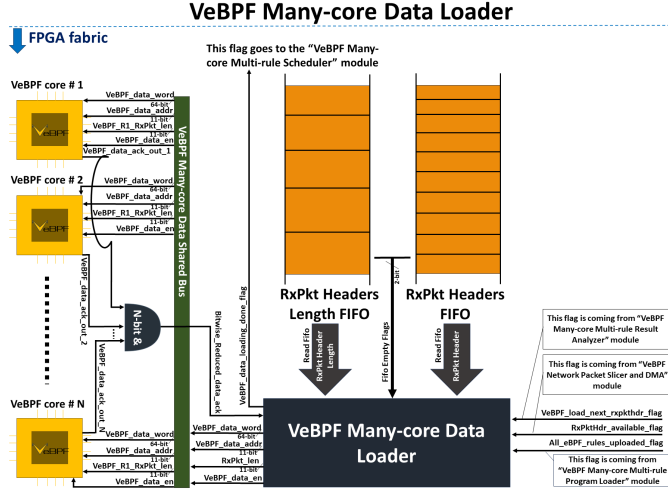 VeBPF Many-core Data Loader
FPGA fabric
This flag goes to the “VeBPF Many-
core Multi-rule Scheduler” module
VeBPF core # 1
VeBPF_data_word
64-bit
VeBPF_data_addr
11-bit
VeBPF_R1_RxPkt_len
11-bit
VeBPF_data_en
VeBPF_data_ack_out_1
VeBPF
VeBPF core # 2
VeBPF_data_word
64-bit
VeBPF_data_addr
11-bit
VeBPF_R1_RxPkt_len
11-bit
VeBPF_data_en
VeBPF
VeBPF_data_ack_out_2
VeBPF Many-core Data Shared Bus
N-bit &
....
Bitwise_Reduced_data_ack
VeBPF_data_loading_done_flag
VeBPF_data_ack_out_N
2-bit
RxPkt Headers
Length FIFO
RxPkt Headers
FIFO
Read Fifo
RxPkt Header
Length
Fifo Empty Flags
Read Fifo
RxPkt Header
This flag is coming from “VeBPF
Many-core Multi-rule Result
Analyzer” module
This flag is coming from “VeBPF
Network Packet Slicer and DMA”
module
VeBPF_load_next_rxpkthdr_flag
RxPktHdr_available_flag
All_eBPF_rules_uploaded_flag
This flag is coming from
“VeBPF Many-core Multi-rule
Program Loader” module
VeBPF core # N
VeBPF_data_word
64-bit
VeBPF_data_addr
11-bit
VeBPF_R1_RxPkt_len
11-bit
VeBPF_data_en
VeBPF
VeBPF_data_word
64-bit
VeBPF_data_addr
11-bit
RxPkt_len
11-bit
VeBPF_data_en
VeBPF Many-core Data
Loader